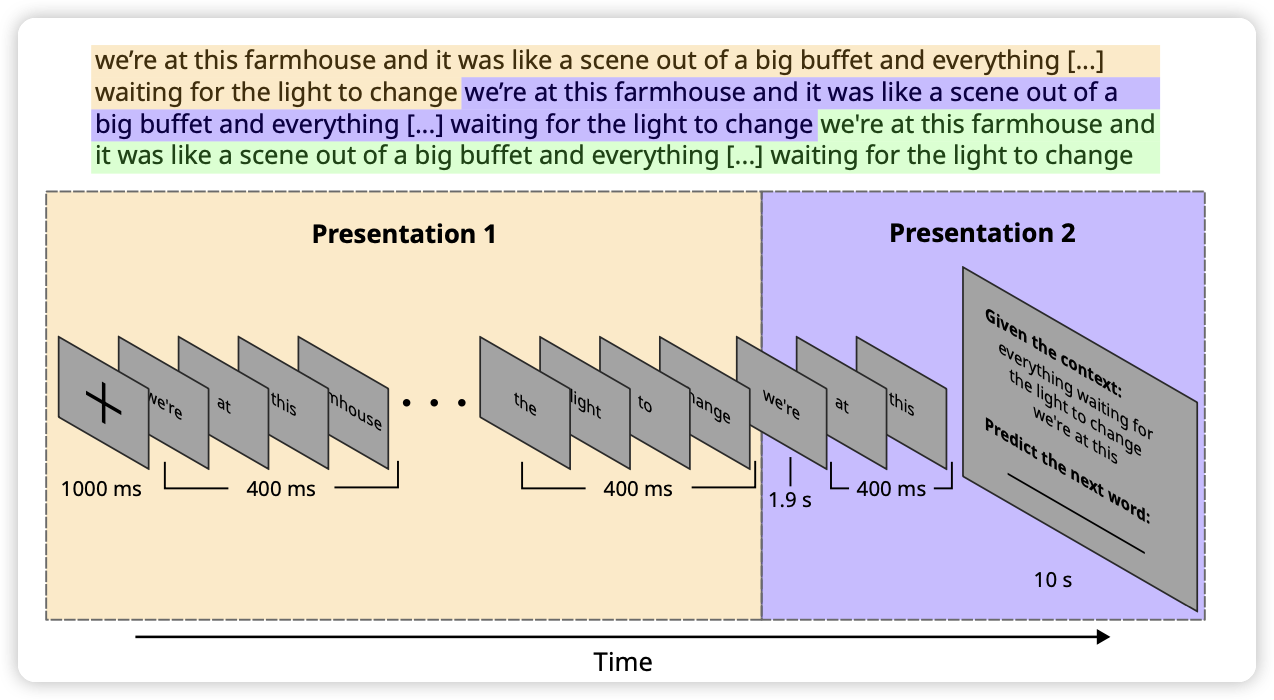 we’re at this farmhouse and it was like a scene out of a big buffet and everything [...]
waiting for the light to change we’re at this farmhouse and it was like a scene out of a
big buffet and everything [...] waiting for the light to change we're at this farmhouse and
it was like a scene out of a big buffet and everything [...] waiting for the light to change
Presentation 1
Presentation 2
we're
at
this
mhouse
the
light
to
hange
we're
at
this
Given the context:
everything waiting for
the light to change
we're at this
Predict the next word:
1000 ms
400 ms
400 ms
1.9 s
400 ms
10 s
Time